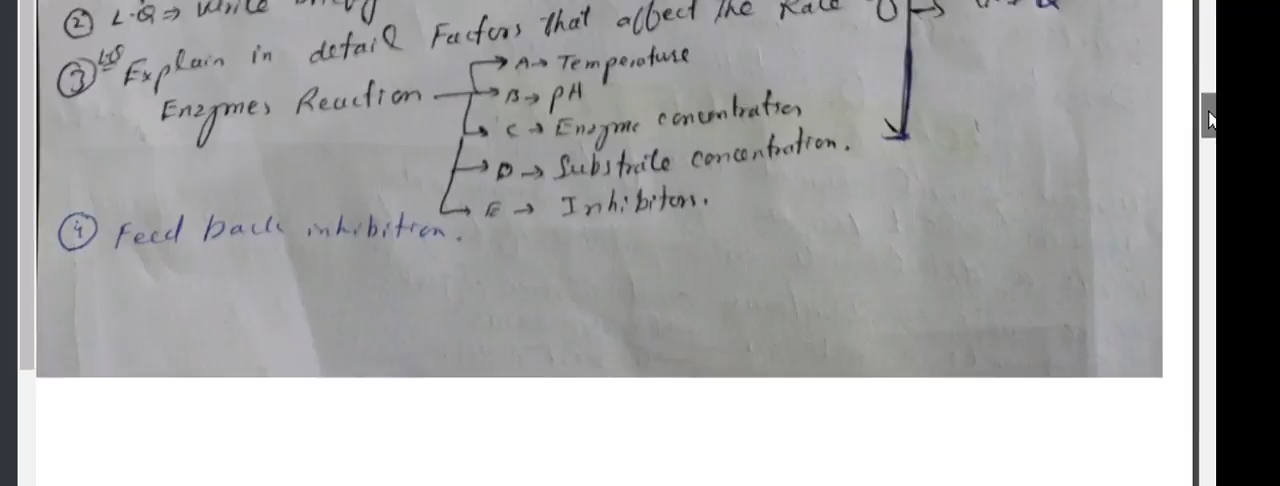 ② L.Q ⇒ Write
③ LQ Explain in detail Factors that affect the Rate
Enzymes Reaction → A → Temperature
→ B → pH
→ C → Enzyme concentration
→ D → Substrate concentration.
→ E → Inhibitors.
④ Feed back inhibition.